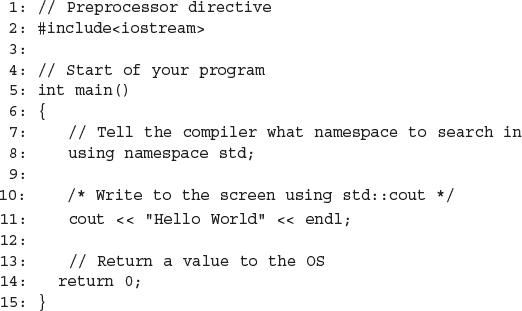 1: // Preprocessor directive
2: #include<iostream>
3:
4: // Start of your program
5: int main()
6: {
7: // Tell the compiler what namespace to search in
8: using namespace std;
9:
10: /* Write to the screen using std::cout */
11: cout << "Hello World" << endl;
12:
13: // Return a value to the OS
14: return 0;
15: }